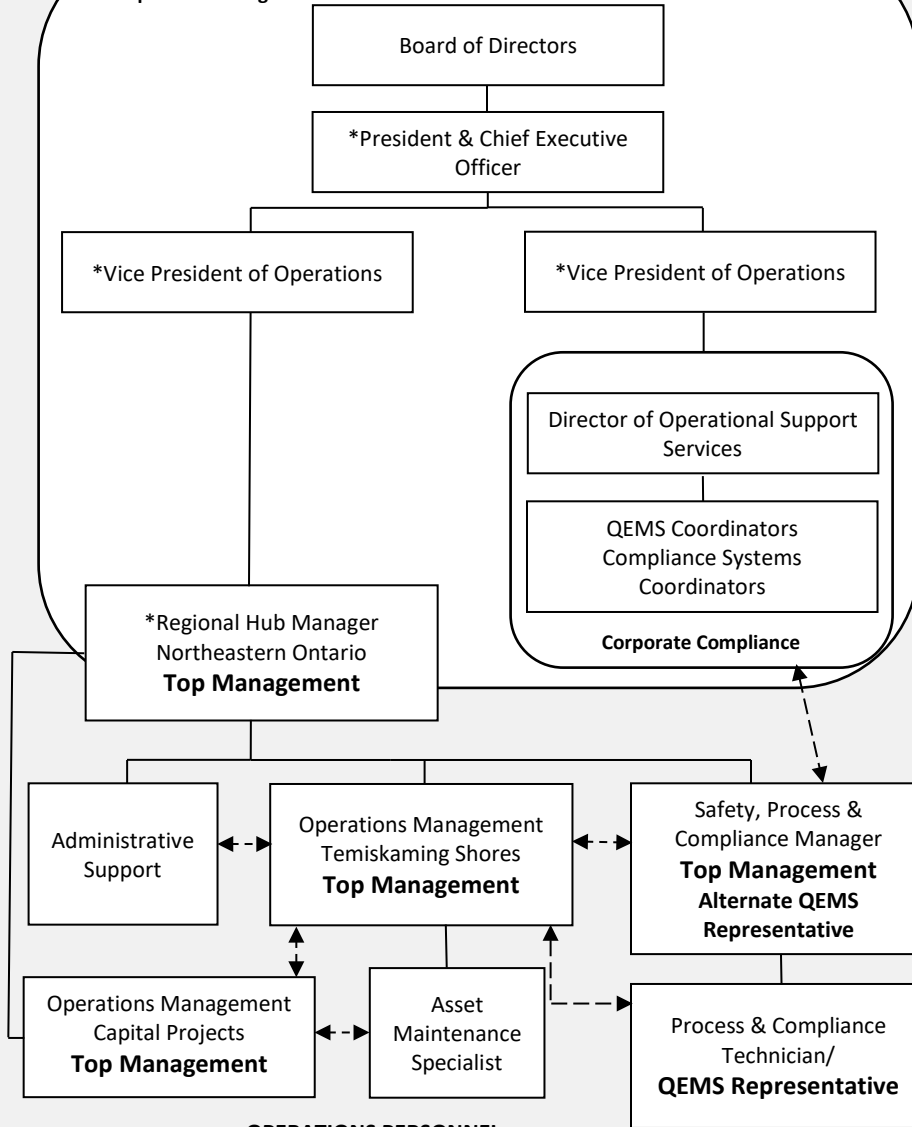 Board of Directors
*President & Chief Executive
Officer
*Vice President of Operations
*Vice President of Operations
Director of Operational Support
Services
QEMS Coordinators
Compliance Systems
Coordinators
Corporate Compliance
*Regional Hub Manager
Northeastern Ontario
Top Management
Administrative
Support
Operations Management
Temiskaming Shores
Top Management
Safety, Process &
Compliance Manager
Top Management
Alternate QEMS
Representative
Operations Management
Capital Projects
Top Management
Asset
Maintenance
Specialist
Process & Compliance
Technician/
QEMS Representative
OPERATIONS PERSONNEL